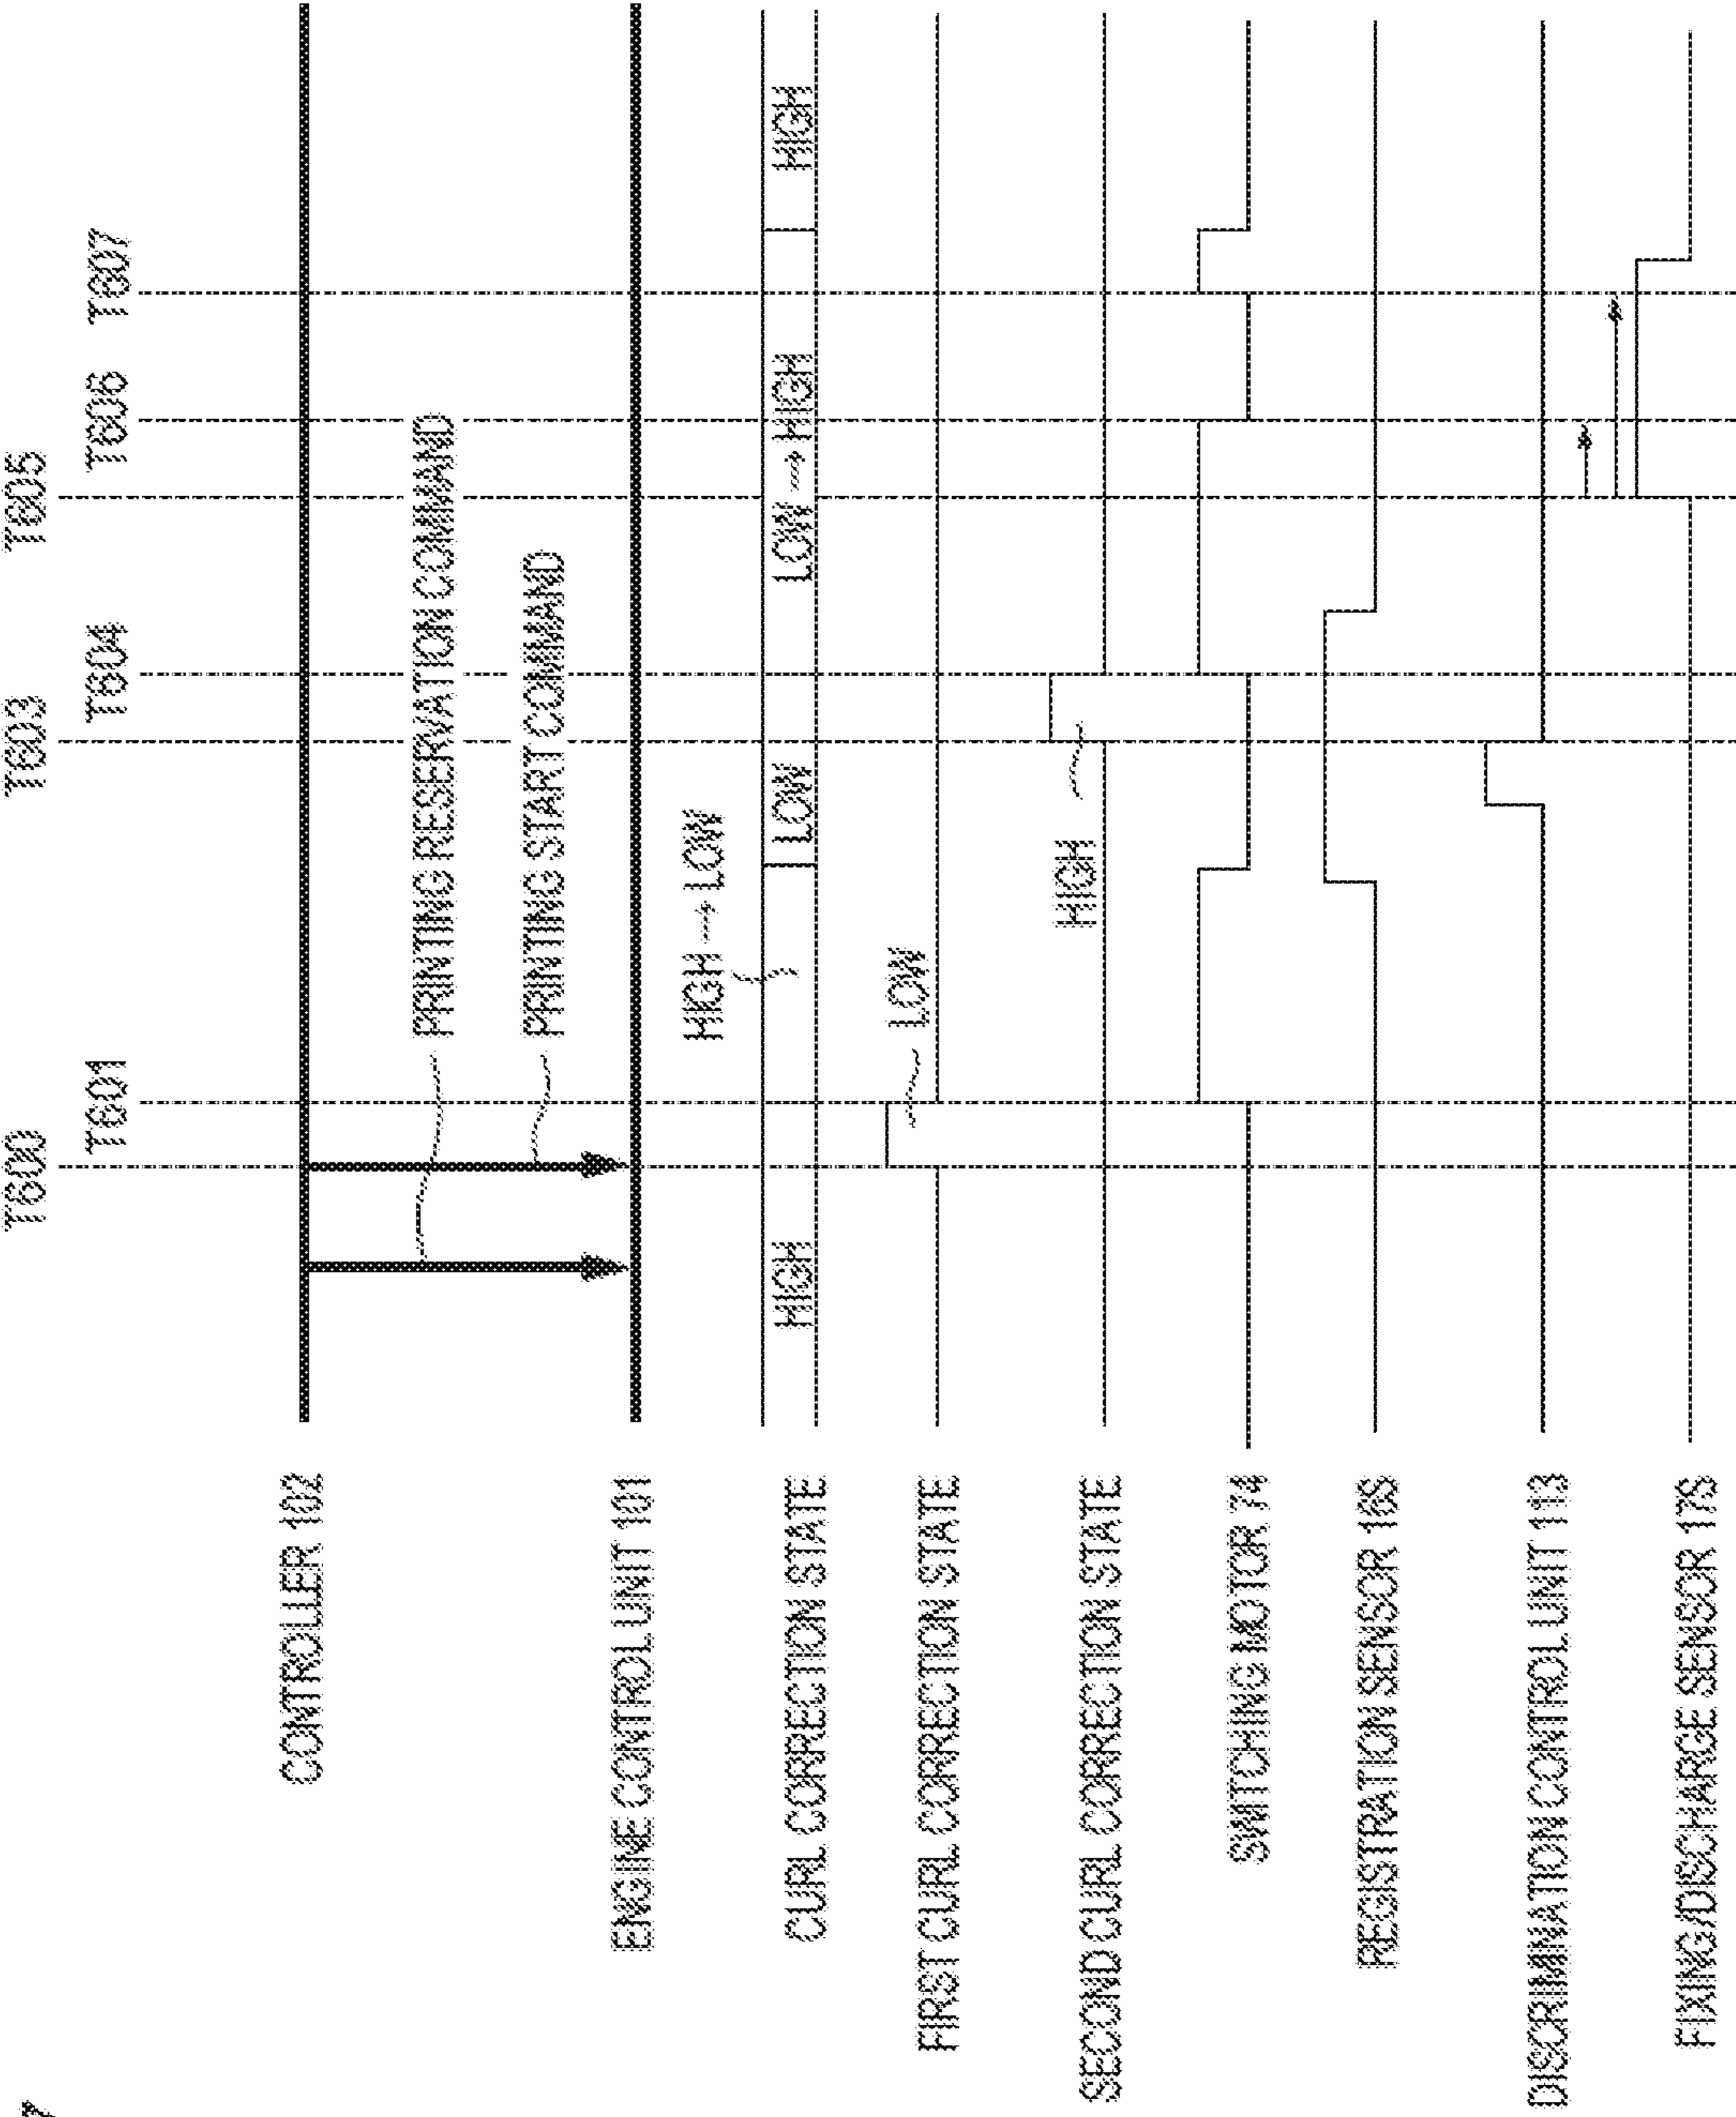 T600
T601
T603
T604
T605
T606
T607
CONTROLLER 102
PRINTING RESERVATION COMMAND
PRINTING START COMMAND
ENGINE CONTROL UNIT 101
HIGH → LOW
CURL CORRECTION STATE
HIGH
LOW
LOW → HIGH
HIGH
FIRST CURL CORRECTION STATE
LOW
SECOND CURL CORRECTION STATE
HIGH
SWITCHING MOTOR 74
REGISTRATION SENSOR 16S
DISCRIMINATION CONTROL UNIT 113
FIXING/DISCHARGE SENSOR 17S